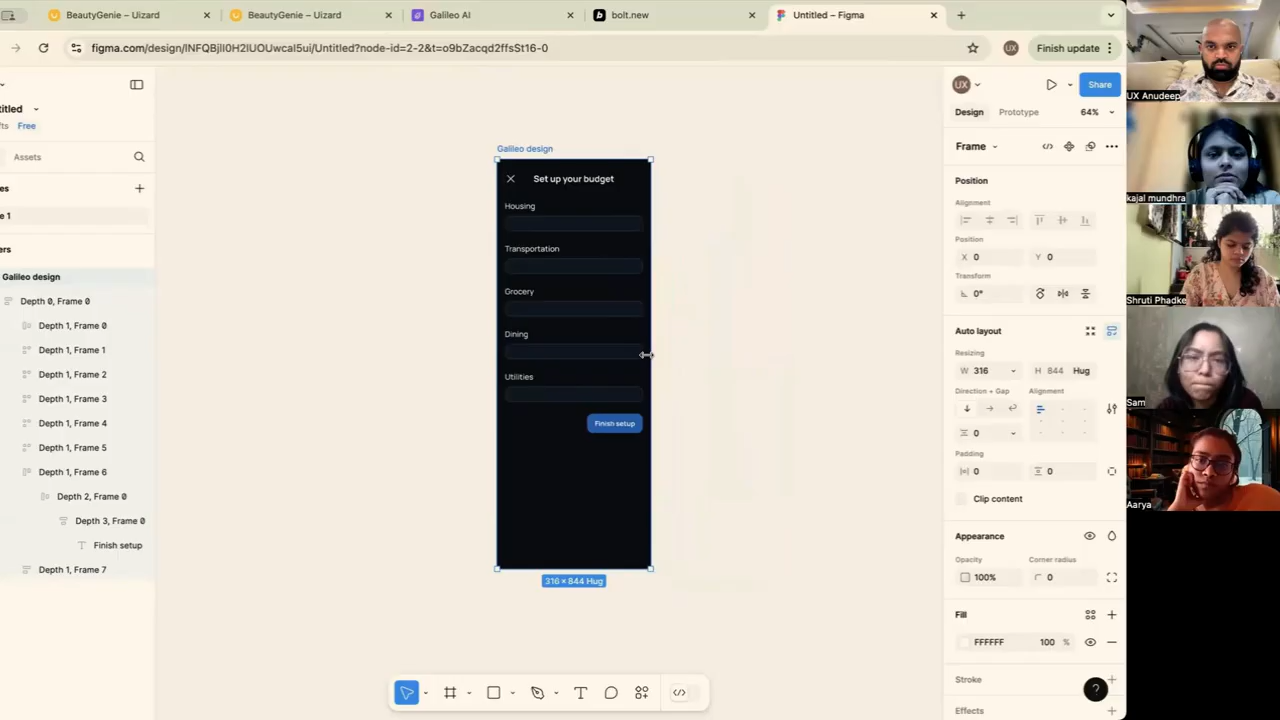 BeautyGenie – Uizard
BeautyGenie – Uizard
Galileo AI
bolt.new
Untitled – Figma
figma.com/design/
Untitled?node-id=2-2&t=o9bZacqd2ffsSt16-0
Finish update
UX Anudeep
kajal mundhra
Shruti Phadke
Sam
Aarya
Free
Assets
Galileo design
Depth 0, Frame 0
Depth 1, Frame 0
Depth 1, Frame 1
Depth 1, Frame 2
Depth 1, Frame 3
Depth 1, Frame 4
Depth 1, Frame 5
Depth 1, Frame 6
Depth 2, Frame 0
Depth 3, Frame 0
Finish setup
Depth 1, Frame 7
Galileo design
Set up your budget
Housing
Transportation
Grocery
Dining
Utilities
Finish setup
316 × 844 Hug
UX
Share
Design
Prototype
64%
Frame
Position
Alignment
Position
X 0
Y 0
Transform
0°
Auto layout
Resizing
W 316
H 844 Hug
Direction + Gap
Alignment
0
Padding
0
0
Clip content
Appearance
Opacity
Corner radius
100%
0
Fill
FFFFFF 100 %
Stroke
Effects
?